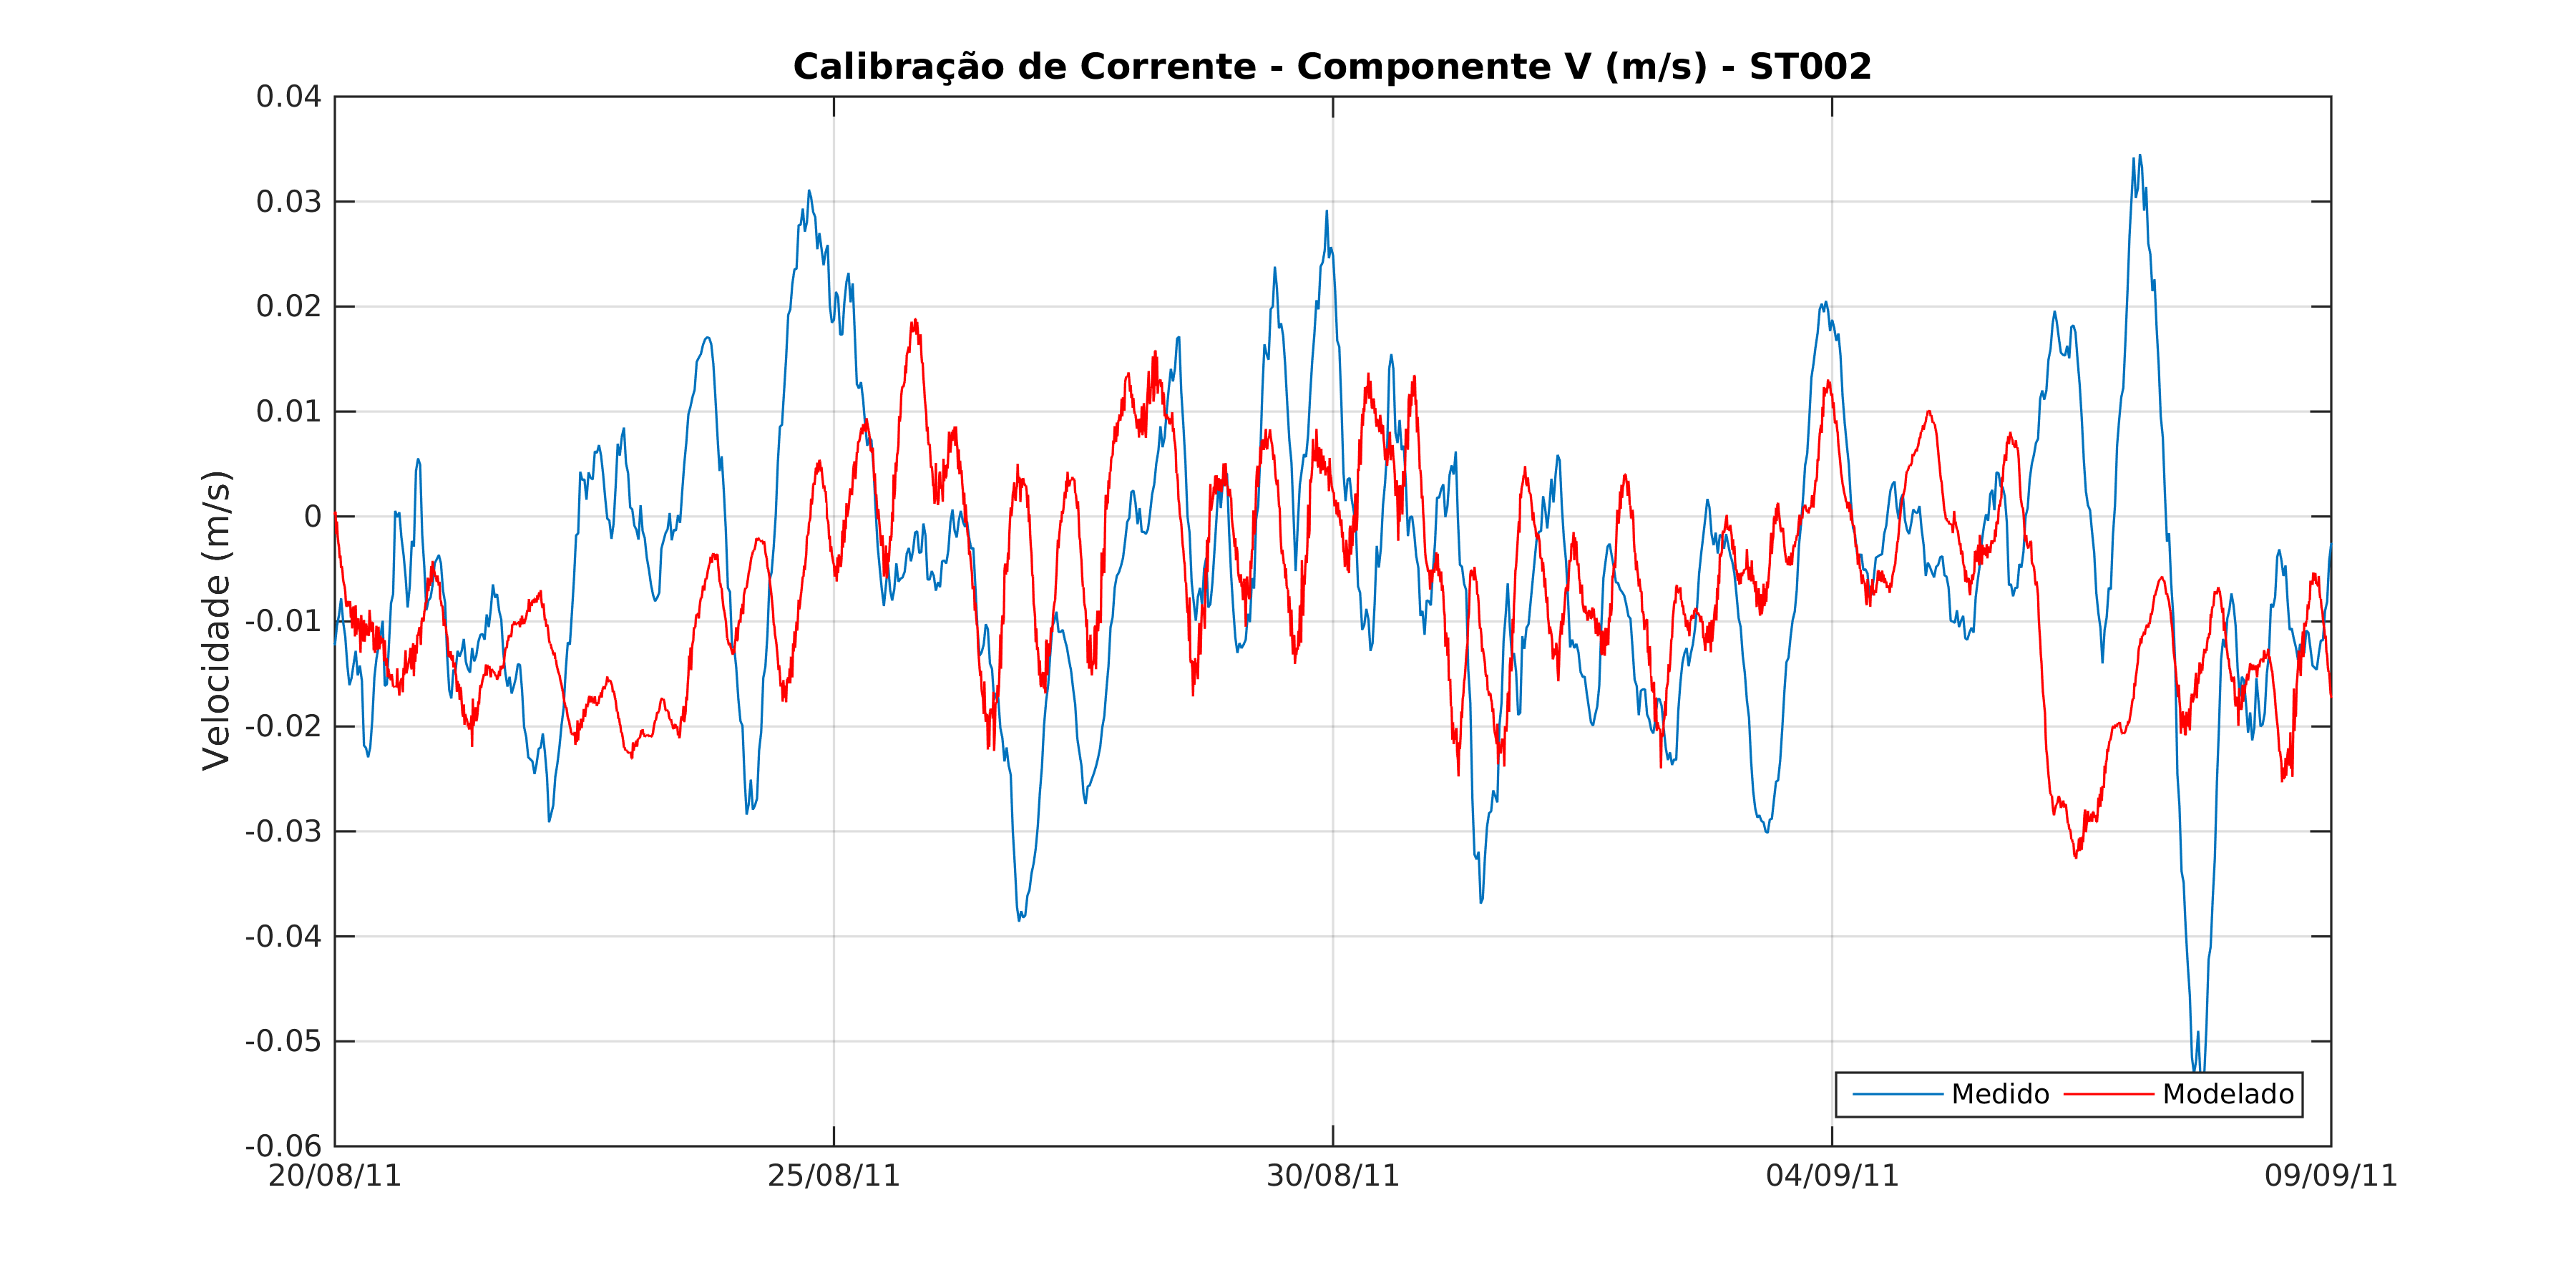 Calibração de Corrente - Componente V (m/s) - ST002
Velocidade (m/s)
0.04
0.03
0.02
0.01
0
-0.01
-0.02
-0.03
-0.04
-0.05
-0.06
20/08/11 25/08/11 30/08/11 04/09/11 09/09/11
Medido Modelado